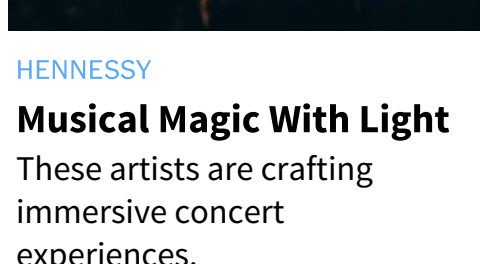 HENNESSY
Musical Magic With Light
These artists are crafting
immersive concert
experiences.